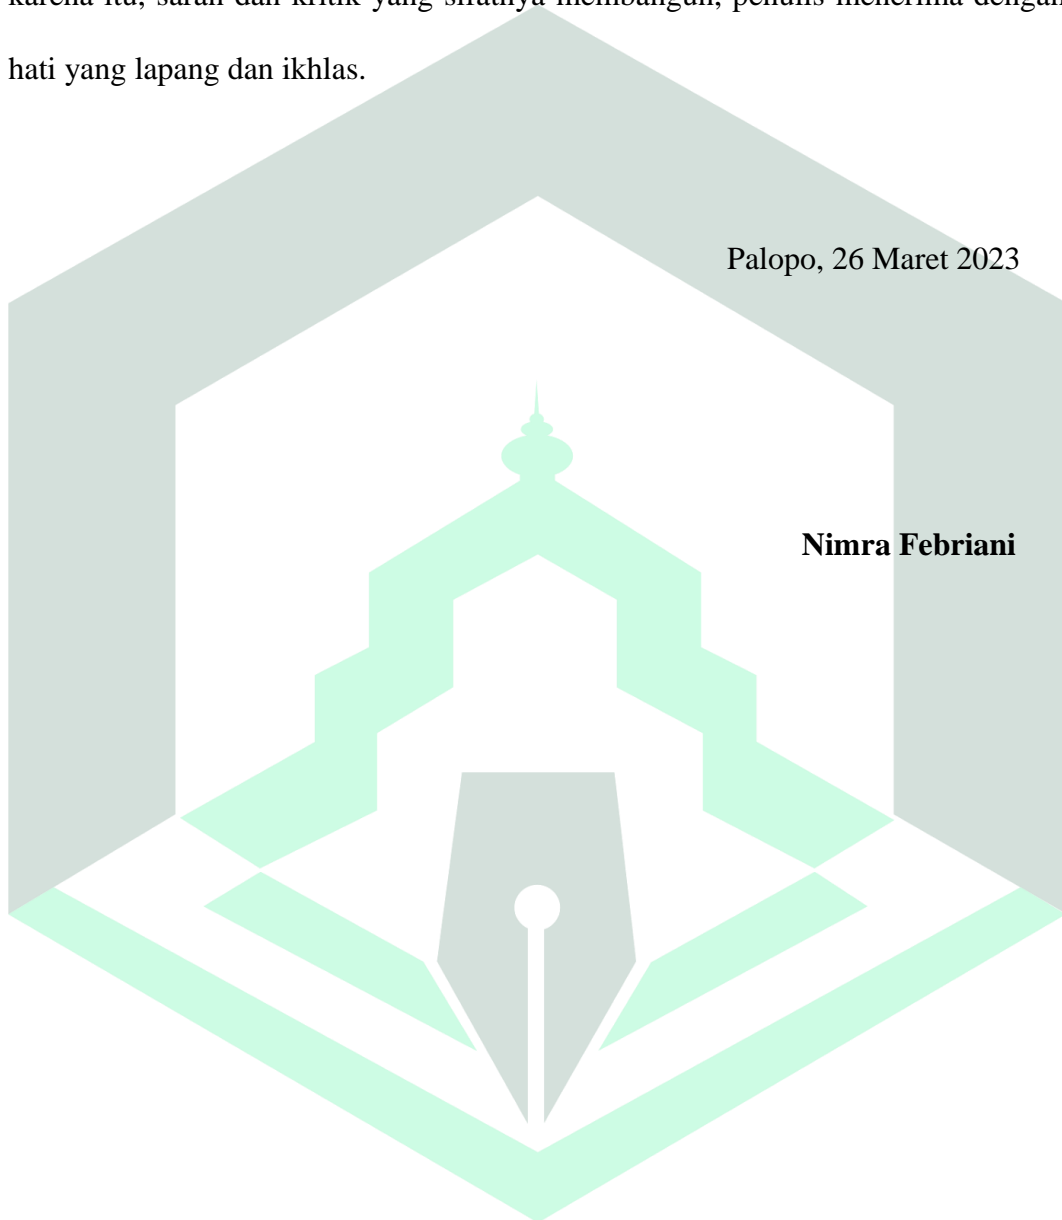 karena itu, saran dan kritik yang sifatnya membangun, penulis menerima dengan
hati yang lapang dan ikhlas.
Palopo, 26 Maret 2023
Nimra Febriani